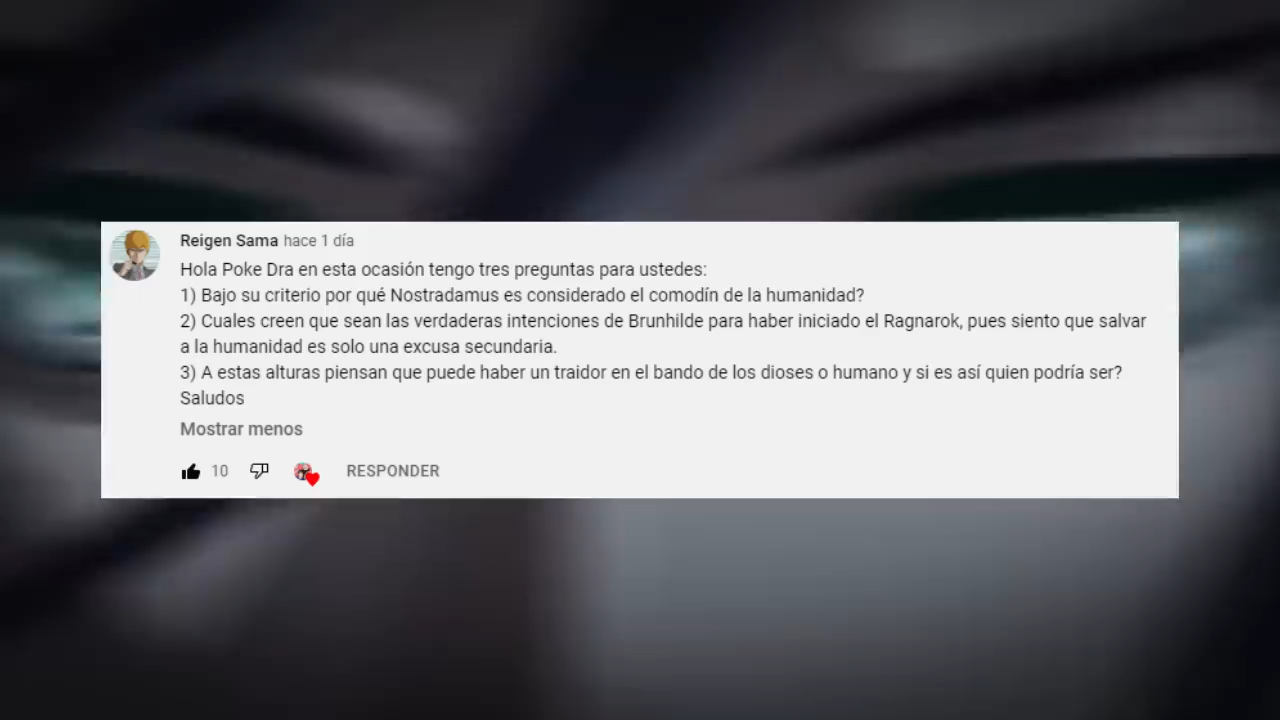 Reigen Sama hace 1 día
Hola Poke Dra en esta ocasión tengo tres preguntas para ustedes:
1) Bajo su criterio por qué Nostradamus es considerado el comodín de la humanidad?
2) Cuales creen que sean las verdaderas intenciones de Brunhilde para haber iniciado el Ragnarok, pues siento que salvar
a la humanidad es solo una excusa secundaria.
3) A estas alturas piensan que puede haber un traidor en el bando de los dioses o humano y si es así quien podría ser?
Saludos
Mostrar menos
10 RESPONDER